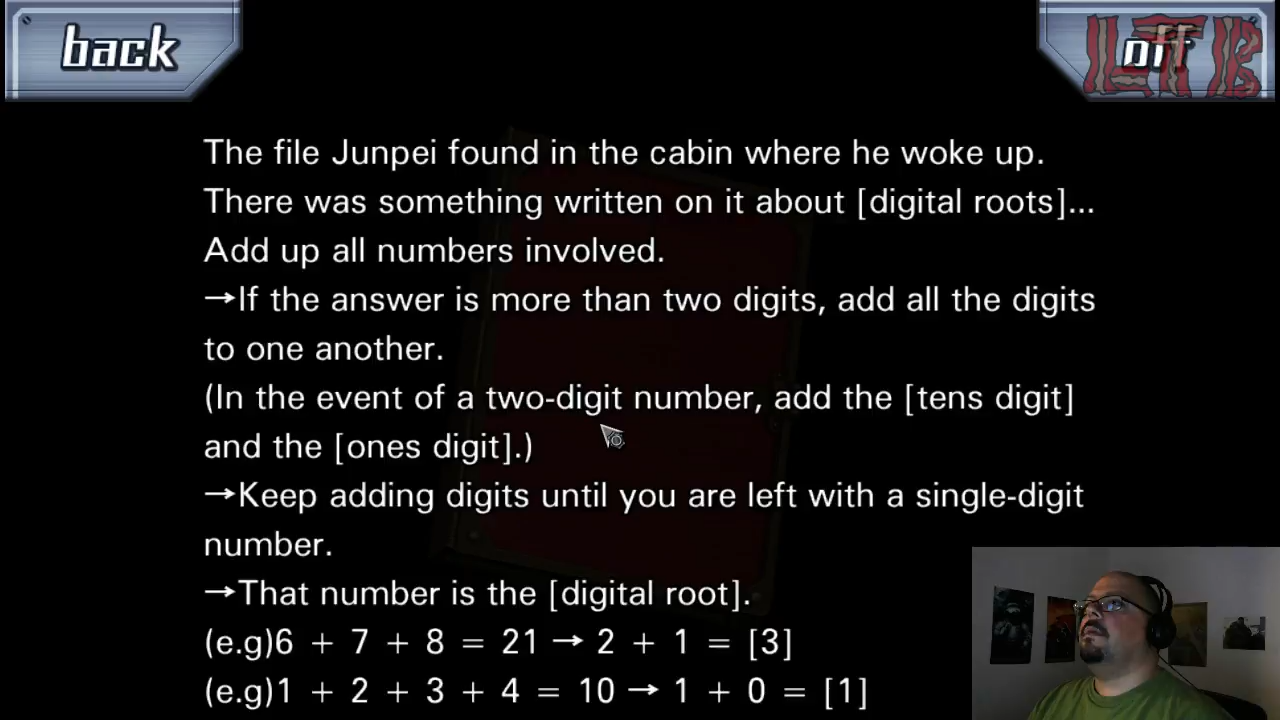 back
off
LTB
The file Junpei found in the cabin where he woke up.
There was something written on it about [digital roots]...
Add up all numbers involved.
→If the answer is more than two digits, add all the digits
to one another.
(In the event of a two-digit number, add the [tens digit]
and the [ones digit].)
→Keep adding digits until you are left with a single-digit
number.
→That number is the [digital root].
(e.g)6 + 7 + 8 = 21 → 2 + 1 = [3]
(e.g)1 + 2 + 3 + 4 = 10 → 1 + 0 = [1]